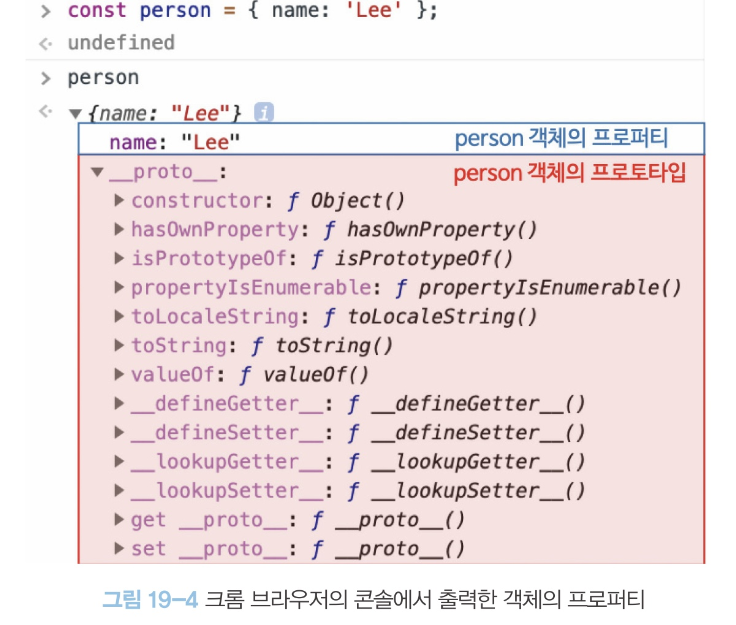 > const person = { name: 'Lee' };
<· undefined
> person
<· ▼{name: "Lee"} i
name: "Lee" person 객체의 프로퍼티
▼__proto__: person 객체의 프로토타입
▶constructor: ƒ Object()
▶hasOwnProperty: ƒ hasOwnProperty()
▶isPrototypeOf: ƒ isPrototypeOf()
▶propertyIsEnumerable: ƒ propertyIsEnumerable()
▶toLocaleString: ƒ toLocaleString()
▶toString: ƒ toString()
▶valueOf: ƒ valueOf()
▶__defineGetter__: ƒ __defineGetter__()
▶__defineSetter__: ƒ __defineSetter__()
▶__lookupGetter__: ƒ __lookupGetter__()
▶__lookupSetter__: ƒ __lookupSetter__()
▶get __proto__: ƒ __proto__()
▶set __proto__: ƒ __proto__()
그림 19-4 크롬 브라우저의 콘솔에서 출력한 객체의 프로퍼티